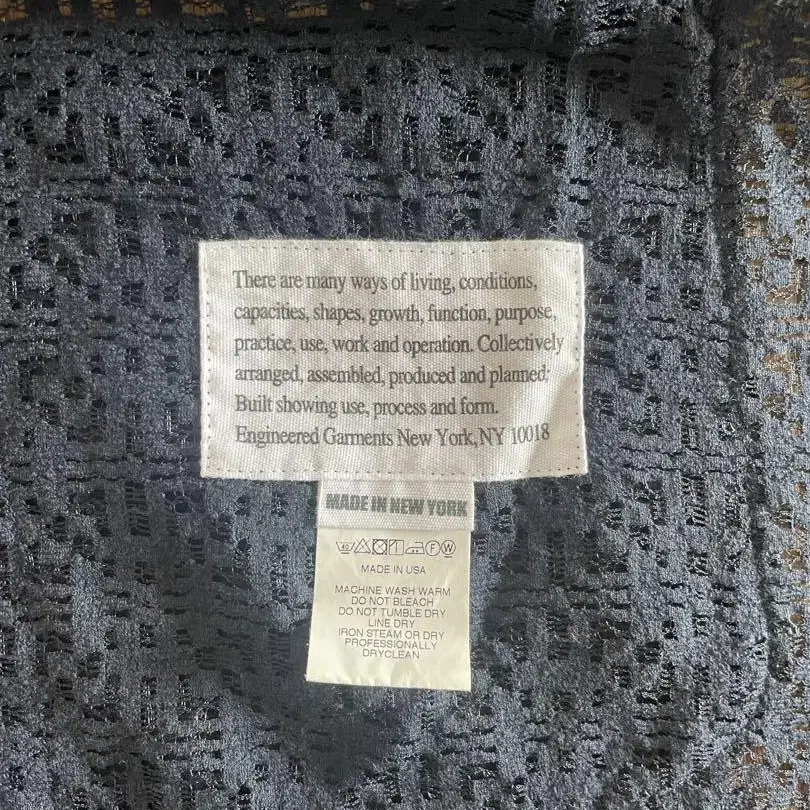 There are many ways of living, conditions,
capacities, shapes, growth, function, purpose,
practice, use, work and operation. Collectively
arranged, assembled, produced and planned;
Built showing use, process and form.
Engineered Garments New York, NY 10018
MADE IN NEW YORK
F W
MADE IN USA
MACHINE WASH WARM
DO NOT BLEACH
DO NOT TUMBLE DRY
LINE DRY
IRON STEAM OR DRY
PROFESSIONALLY
DRYCLEAN